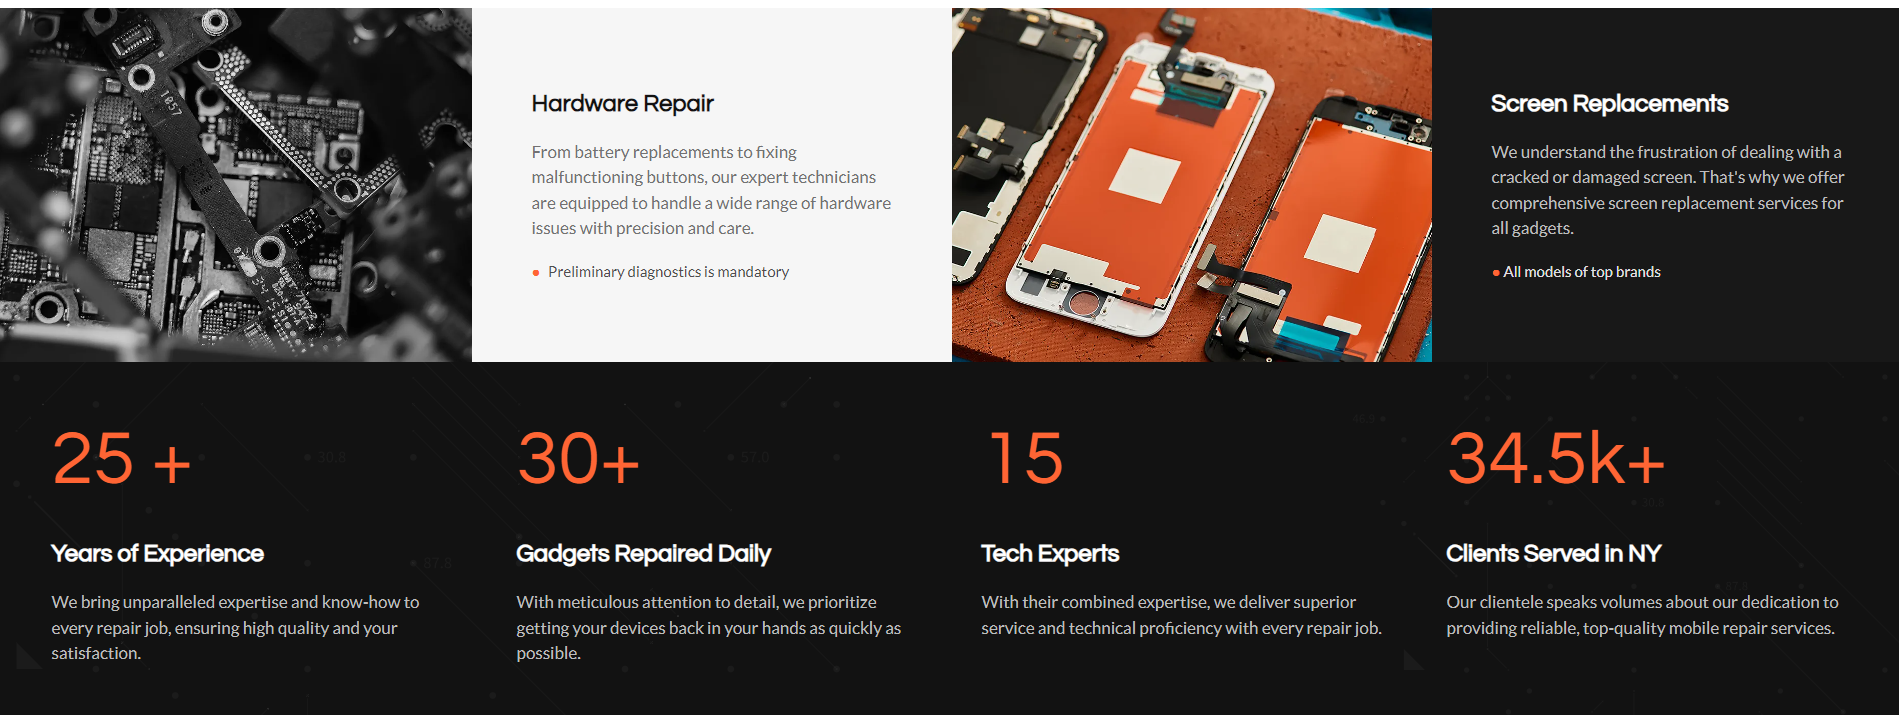 1057
Hardware Repair
From battery replacements to fixing
malfunctioning buttons, our expert technicians
are equipped to handle a wide range of hardware
issues with precision and care.
• Preliminary diagnostics is mandatory
Screen Replacements
We understand the frustration of dealing with a
cracked or damaged screen. That's why we offer
comprehensive screen replacement services for
all gadgets.
• All models of top brands
25 +
Years of Experience
We bring unparalleled expertise and know-how to
every repair job, ensuring high quality and your
satisfaction.
30+
Gadgets Repaired Daily
With meticulous attention to detail, we prioritize
getting your devices back in your hands as quickly as
possible.
15
Tech Experts
With their combined expertise, we deliver superior
service and technical proficiency with every repair job.
34.5k+
Clients Served in NY
Our clientele speaks volumes about our dedication to
providing reliable, top-quality mobile repair services.
30.8
57.0
87.8